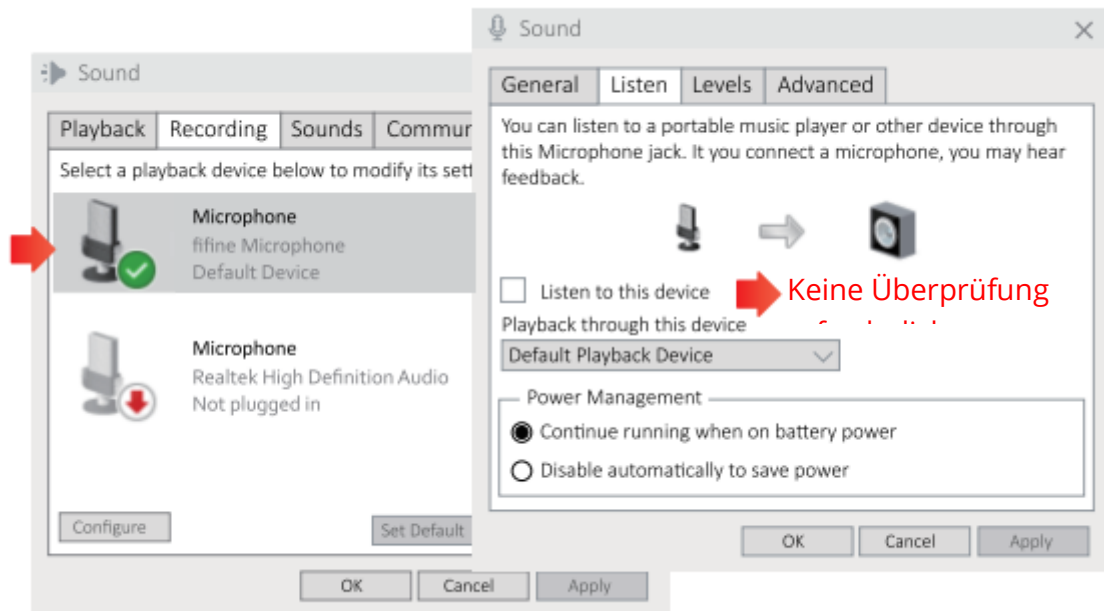 Sound
Playback
Recording
Sounds
Commur
Select a playback device below to modify its sett
Microphone
fifine Microphone
Default Device
Microphone
Realtek High Definition Audio
Not plugged in
Configure
Set Default
OK
Cancel
Apply
Sound
General
Listen
Levels
Advanced
You can listen to a portable music player or other device through
this Microphone jack. It you connect a microphone, you may hear
feedback.
Listen to this device
Keine Überprüfung
Playback through this device
Default Playback Device
Power Management
Continue running when on battery power
Disable automatically to save power
OK
Cancel
Apply